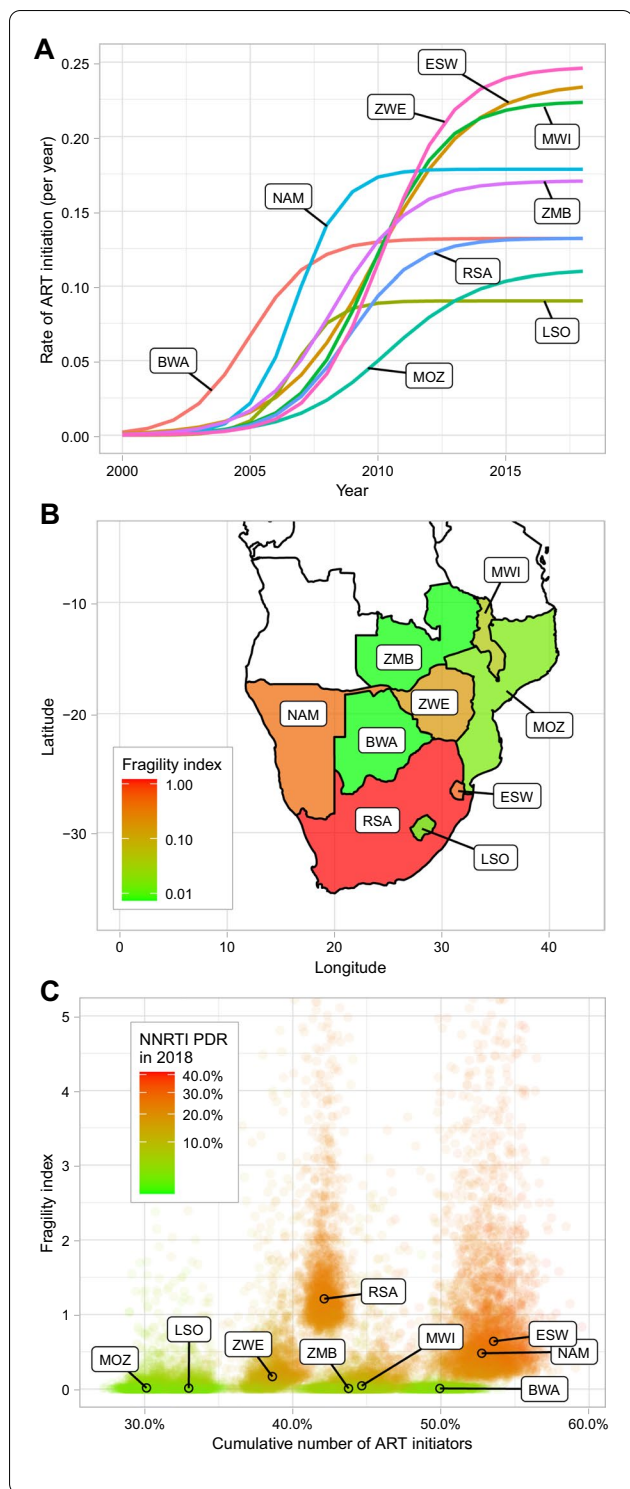 A
0.25
0.20
0.15
0.10
0.05
0.00
Rate of ART initiation (per year)
ESW
ZWE
MWI
NAM
ZMB
RSA
BWA
LSO
MOZ
2000
2005
2010
2015
Year
B
−10
−20
−30
Latitude
MWI
ZMB
ZWE
NAM
MOZ
BWA
ESW
RSA
LSO
Fragility index
1.00
0.10
0.01
0
10
20
30
40
Longitude
C
5
4
3
2
1
0
Fragility index
NNRTI PDR
in 2018
40.0%
30.0%
20.0%
10.0%
RSA
LSO
MWI
ESW
ZWE
ZMB
NAM
MOZ
BWA
30.0%
40.0%
50.0%
60.0%
Cumulative number of ART initiators